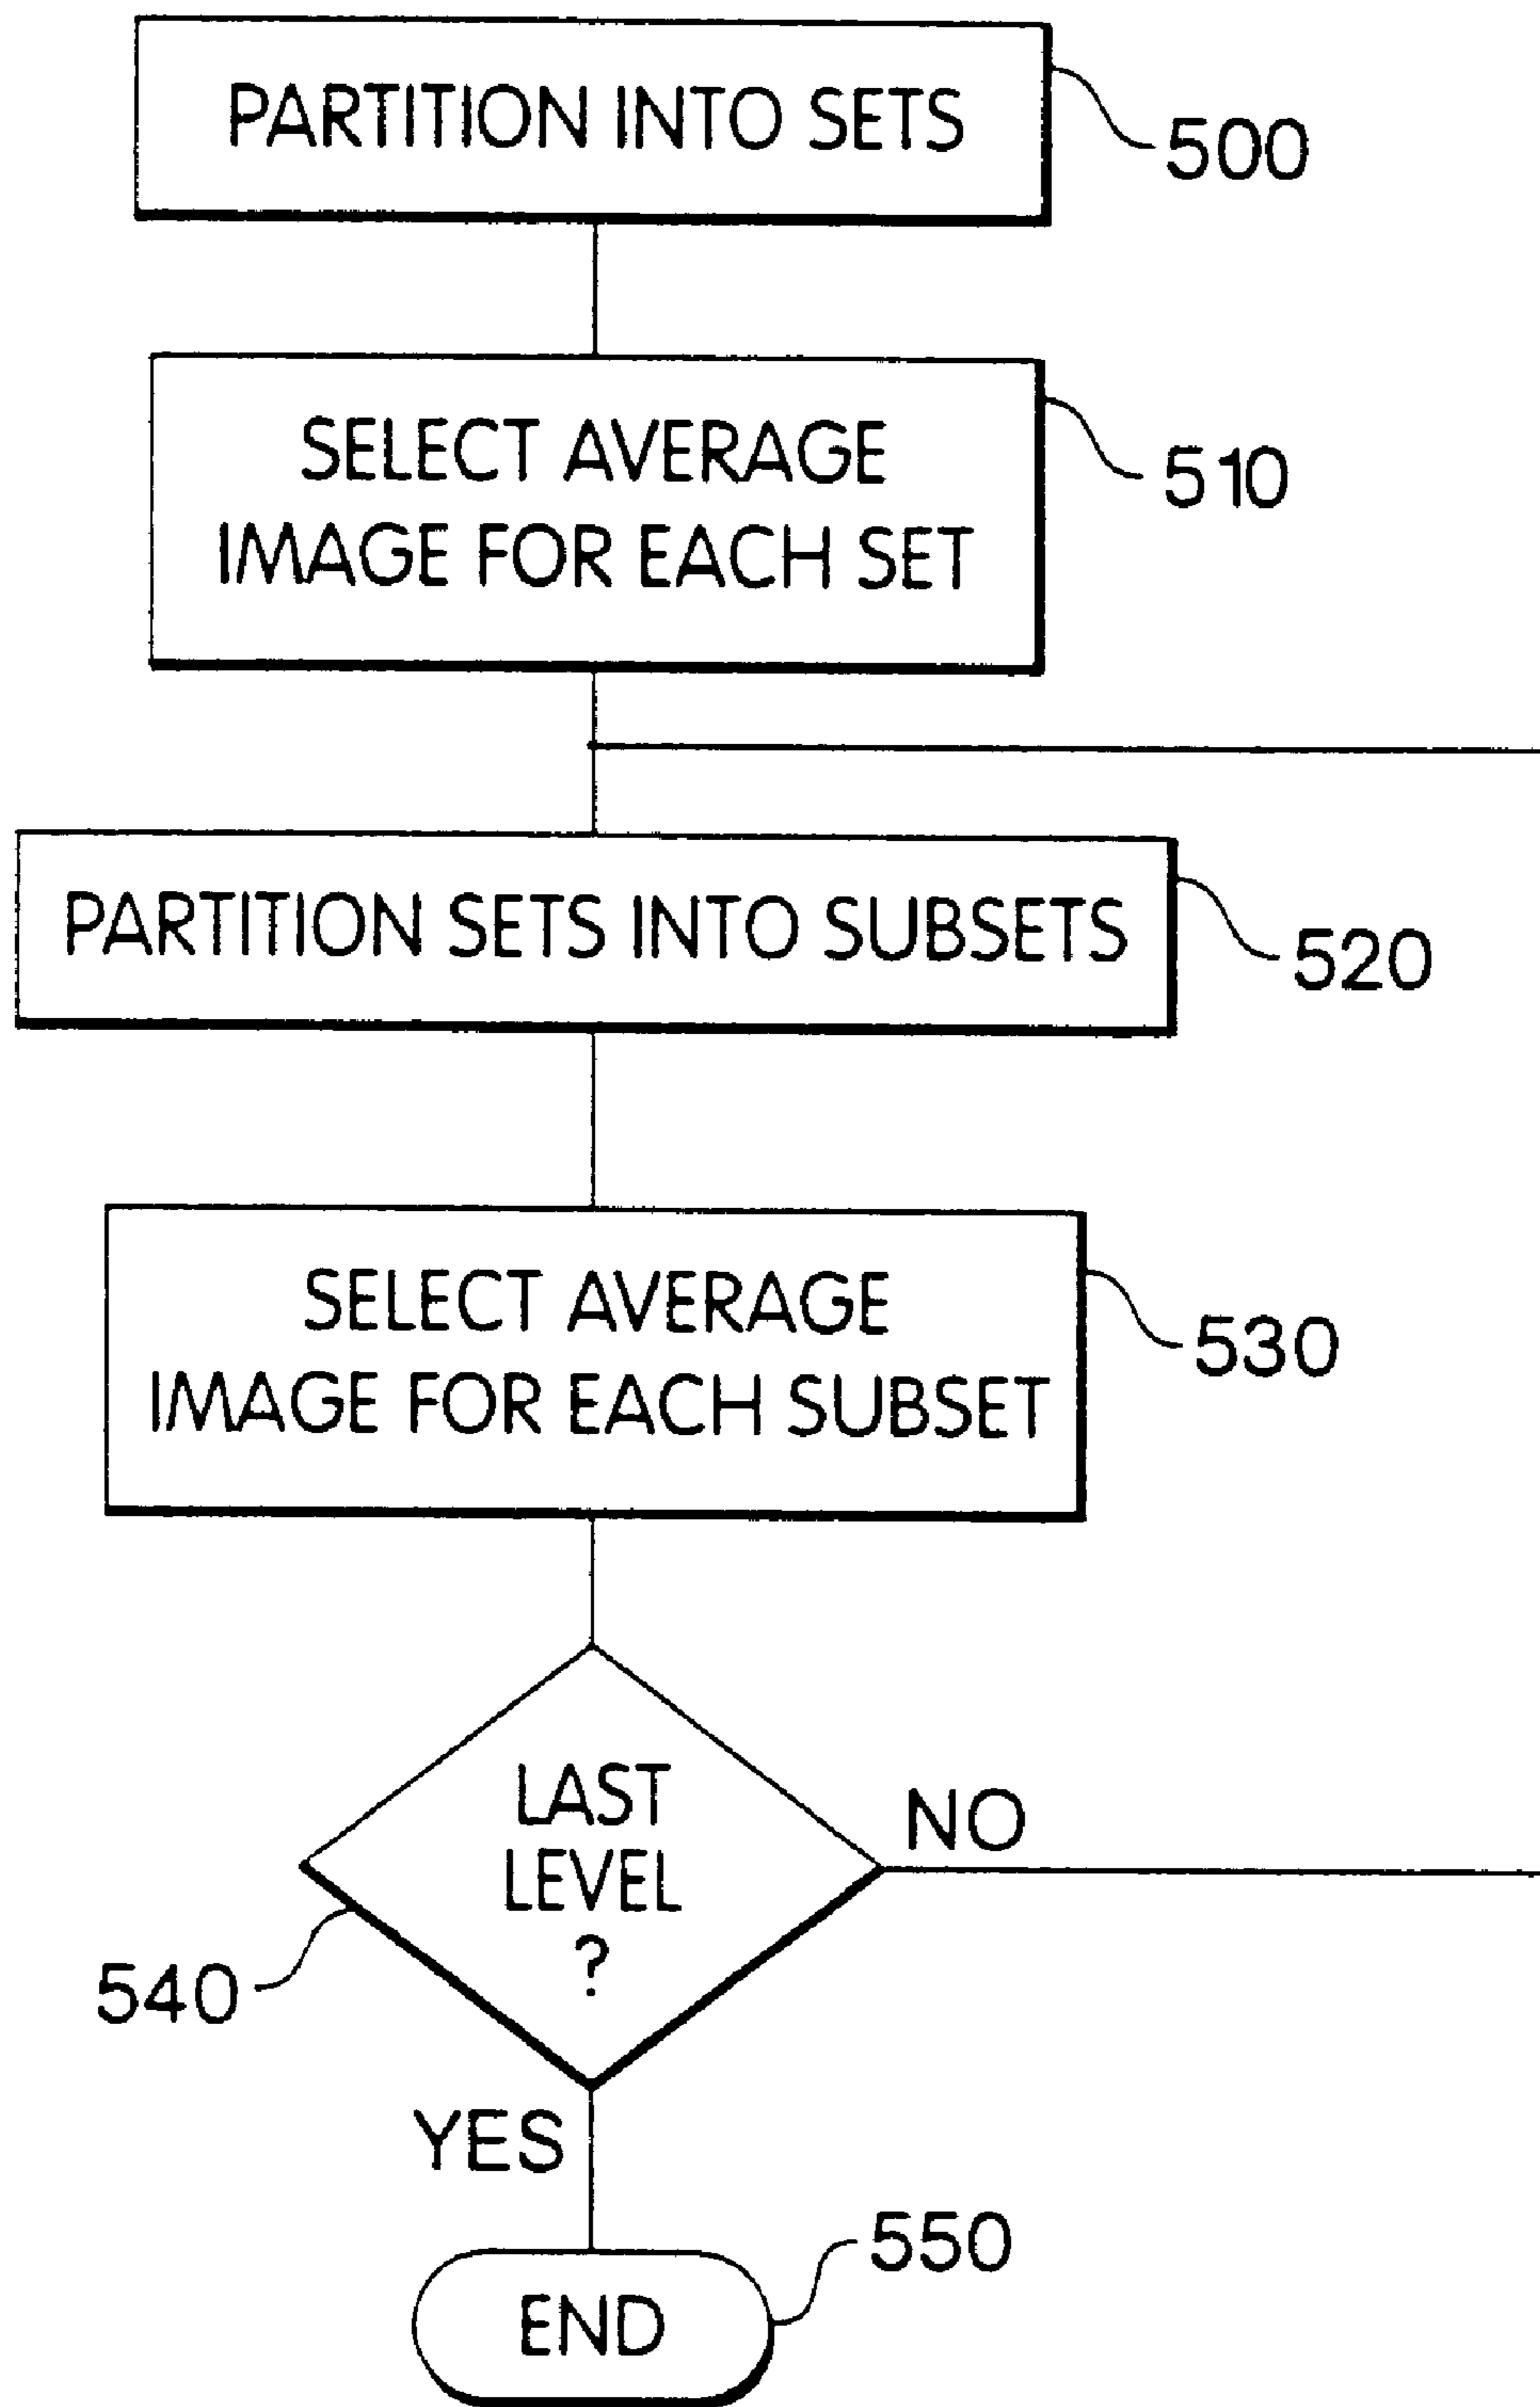 PARTITION INTO SETS
500
SELECT AVERAGE
IMAGE FOR EACH SET
510
PARTITION SETS INTO SUBSETS
520
SELECT AVERAGE
IMAGE FOR EACH SUBSET
530
LAST
LEVEL
?
NO
540
YES
550
END